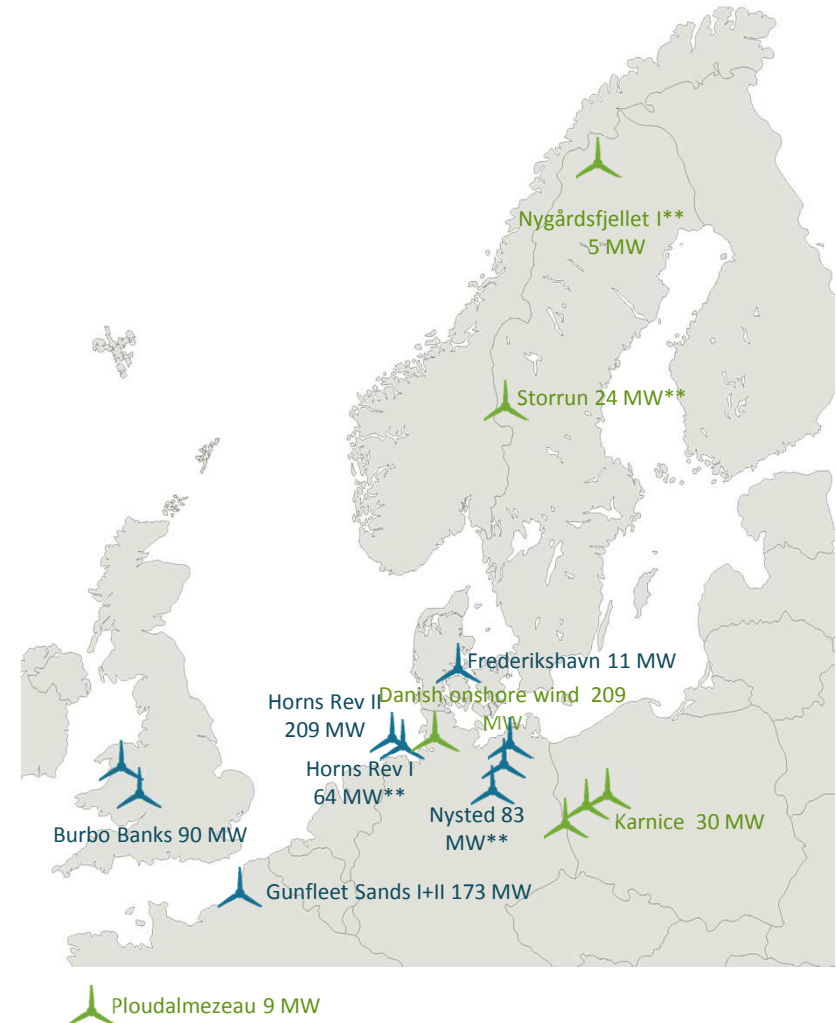 Nygårdsfjellet I**
5 MW
Storrun 24 MW**
Frederikshavn 11 MW
Danish onshore wind 209
MW
Horns Rev II
209 MW
Horns Rev I
64 MW**
Nysted 83
MW**
Karnice 30 MW
Burbo Banks 90 MW
Gunfleet Sands I+II 173 MW
Ploudalmezeau 9 MW